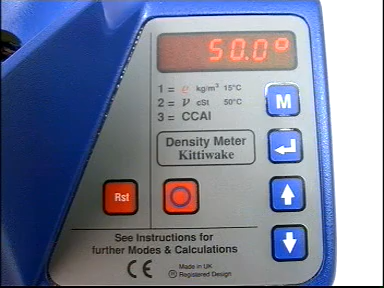 50.0°
1 = ρ kg/m³ 15°C
2 = ν cSt 50°C
3 = CCAI
M
Density Meter
Kittiwake
Rst
See Instructions for
further Modes & Calculations
CE
Made in UK
® Registered Design